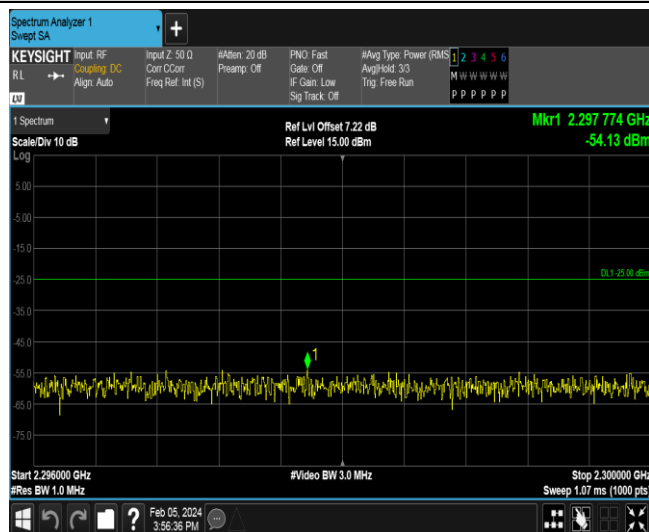 Spectrum Analyzer 1
Swept SA
+
KEYSIGHT Input: RF Input Z: 50 Ω #Atten: 20 dB PNO: Fast #Avg Type: Power (RMS 1 2 3 4 5 6
RL Coupling: DC Corr CCorr Preamp: Off Gate: Off Avg|Hold: 3/3 M W W W W W
Align: Auto Freq Ref: Int (S) IF Gain: Low Trig: Free Run P P P P P P
LXI Sig Track: Off
1 Spectrum Ref Lvl Offset 7.22 dB Mkr1 2.297 774 GHz
Scale/Div 10 dB Ref Level 15.00 dBm -54.13 dBm
Log
5.00
-5.00
-15.0
-25.0 DL1 -25.00 dBm
-35.0
-45.0
1
-55.0
-65.0
-75.0
Start 2.296000 GHz #Video BW 3.0 MHz Stop 2.300000 GHz
#Res BW 1.0 MHz Sweep 1.07 ms (1000 pts)
? Feb 05, 2024
3:56:36 PM